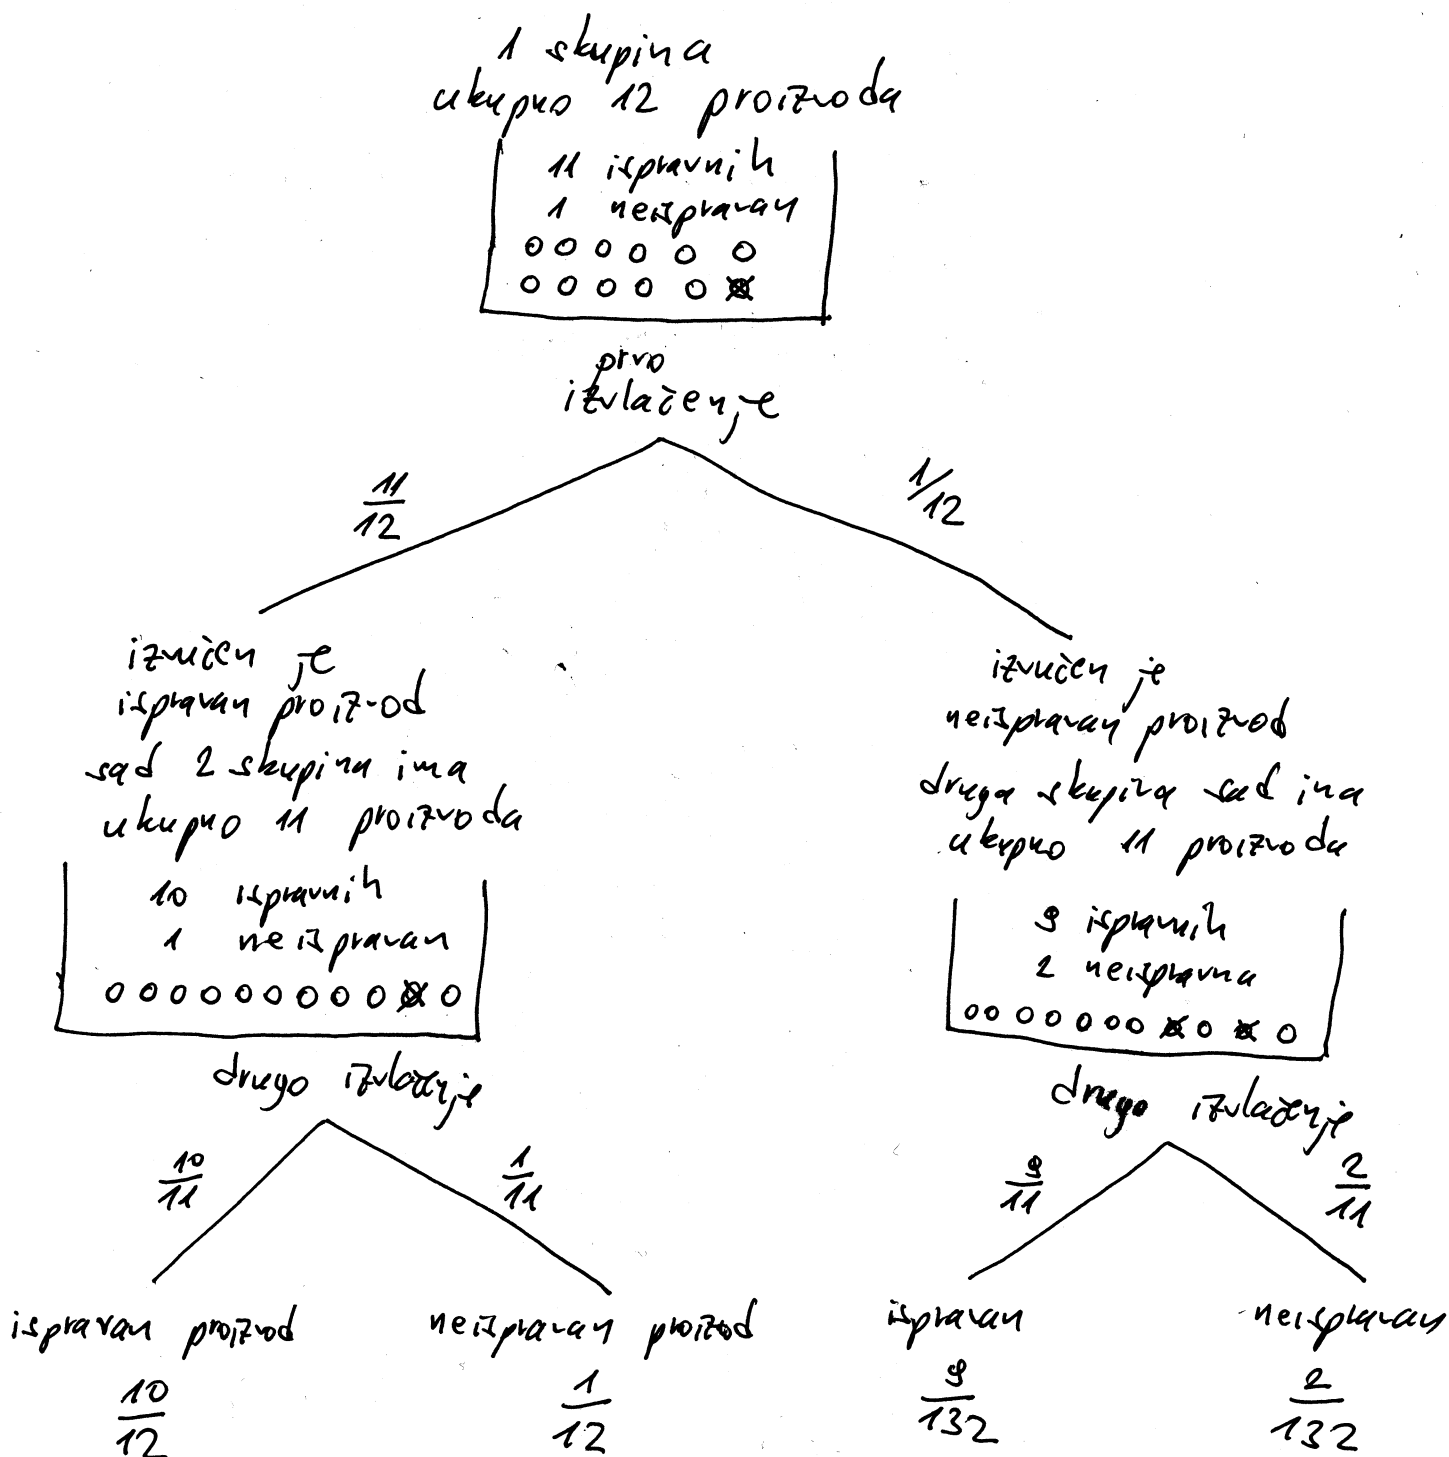 1 skupina
ukupno 12 proizvoda
11 ispravnih
1 neispravan
prvo
izvlačenje
11/12
1/12
izvučen je
ispravan proizvod
sad 2 skupina ima
ukupno 11 proizvoda
10 ispravnih
1 neispravan
drugo izvlačenje
10/11
1/11
ispravan proizvod
10/12
neispravan proizvod
1/12
izvučen je
neispravan proizvod
druga skupina sad ima
ukupno 11 proizvoda
9 ispravnih
2 neispravna
drugo izvlačenje
9/11
2/11
ispravan
9/132
neispravan
2/132